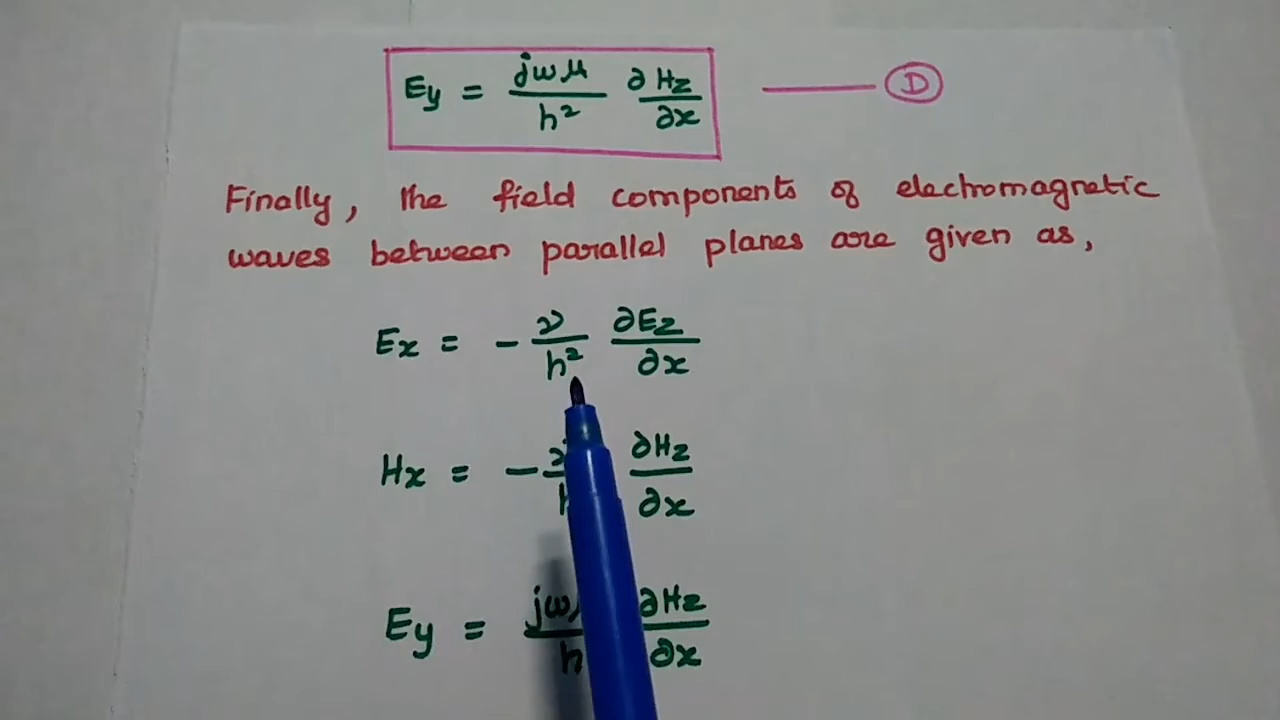 Ey = jωμ/h² ∂Hz/∂x —— D
Finally, the field components of electromagnetic
waves between parallel planes are given as,
Ex = - ν/h² ∂Ez/∂x
Hx = - ∂Hz/∂x
Ey = jω ∂Hz/∂x